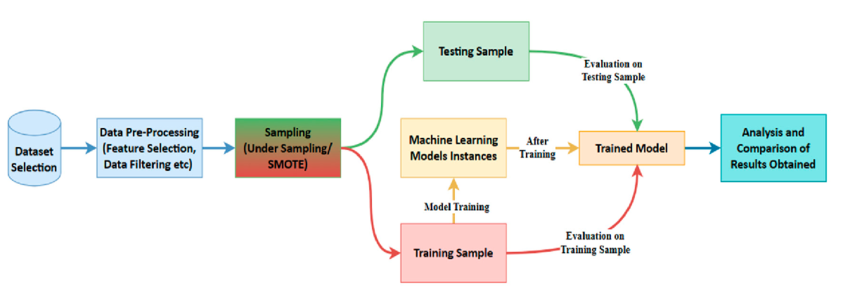 Dataset
Selection
Data Pre-Processing
(Feature Selection,
Data Filtering etc)
Sampling
(Under Sampling/
SMOTE)
Testing Sample
Evaluation on
Testing Sample
Machine Learning
Models Instances
After
Training
Trained Model
Analysis and
Comparison of
Results Obtained
Model Training
Training Sample
Evaluation on
Training Sample